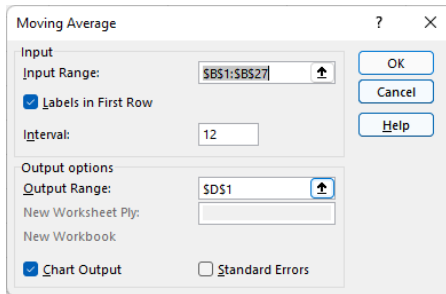 Moving Average ? ×
Input
Input Range: $B$1:$B$27
Labels in First Row
Interval: 12
OK
Cancel
Help
Output options
Output Range: $D$1
New Worksheet Ply:
New Workbook
Chart Output Standard Errors